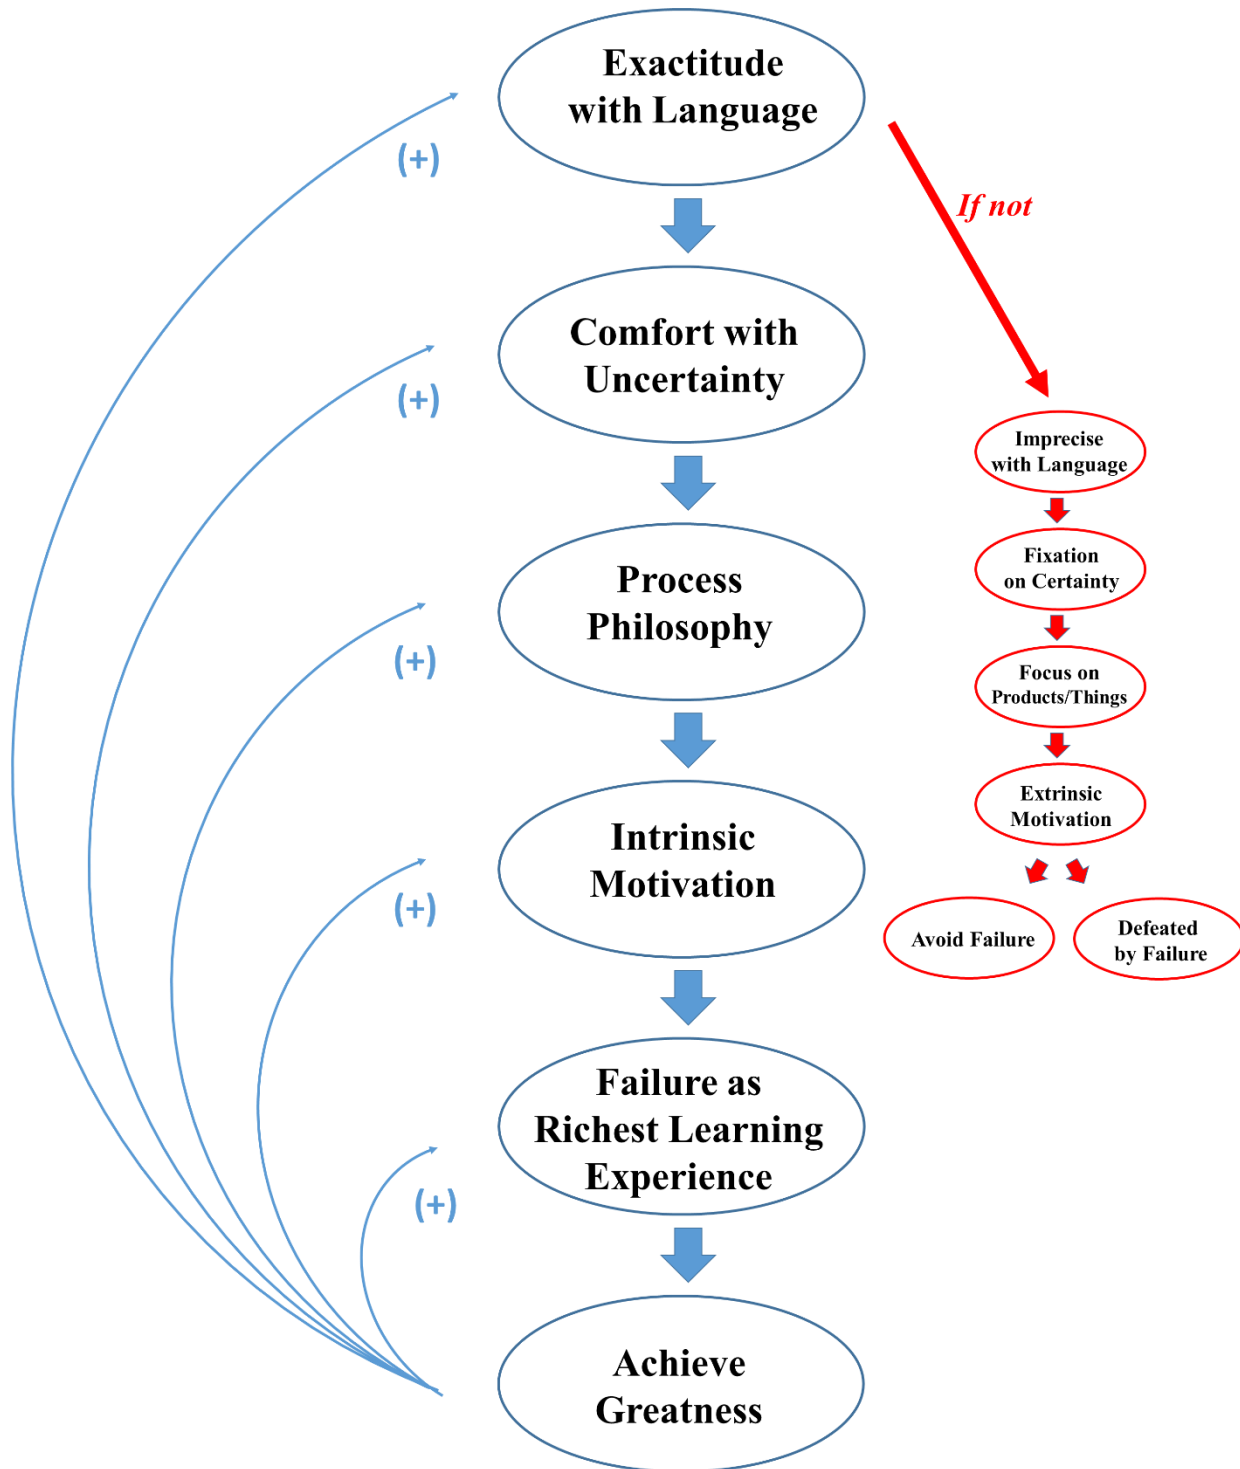 Exactitude
with Language
(+)
If not
Comfort with
Uncertainty
(+)
Imprecise
with Language
Fixation
on Certainty
Process
Philosophy
(+)
Focus on
Products/Things
Extrinsic
Motivation
Intrinsic
Motivation
(+)
Avoid Failure
Defeated
by Failure
Failure as
Richest Learning
Experience
(+)
Achieve
Greatness